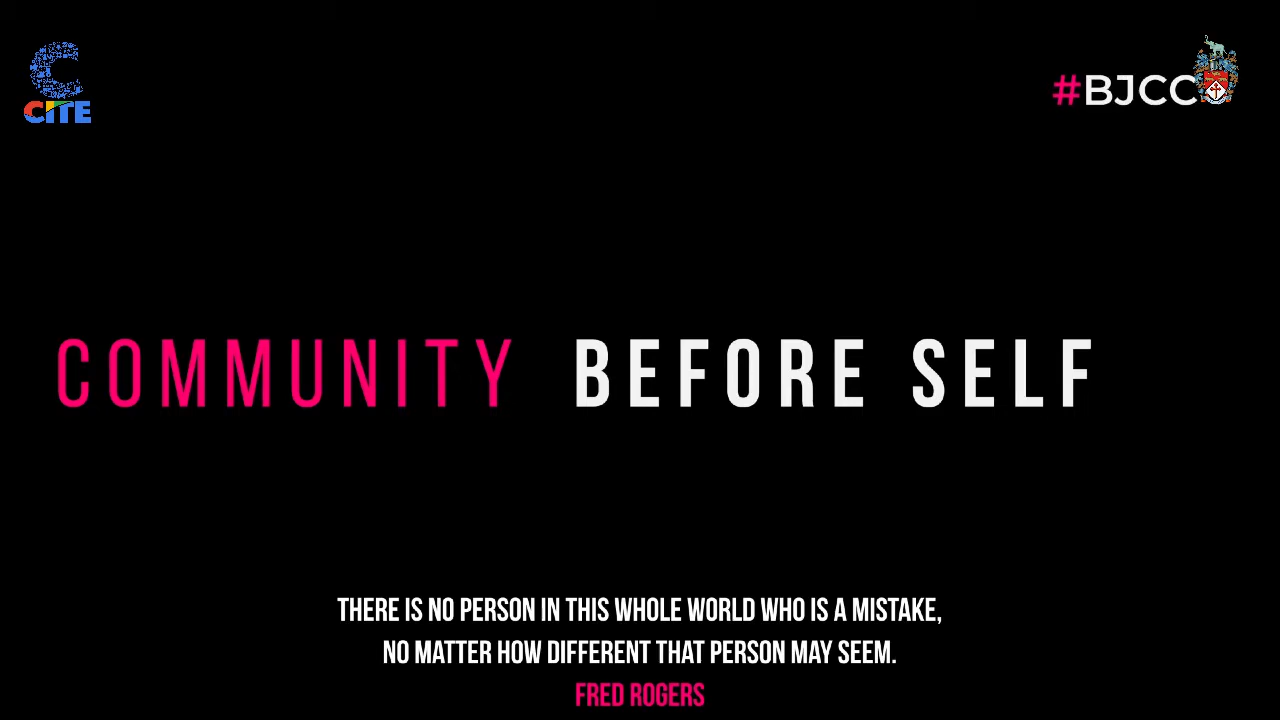 CITE
#BJCC
COMMUNITY BEFORE SELF
THERE IS NO PERSON IN THIS WHOLE WORLD WHO IS A MISTAKE,
NO MATTER HOW DIFFERENT THAT PERSON MAY SEEM.
FRED ROGERS